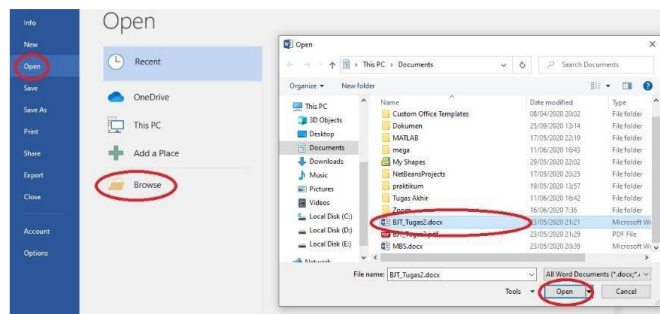 Info
New
Open
Save
Save As
Print
Share
Export
Close
Account
Options
Open
Recent
OneDrive
This PC
Add a Place
Browse
Open
This PC > Documents
Search Documents
Organize New folder
This PC
3D Objects
Desktop
Documents
Downloads
Music
Pictures
Videos
Local Disk (C:)
Local Disk (D:)
Local Disk (E:)
Network
Name Date modified Type
Custom Office Templates 08/04/2020 20:02 File folder
Dokumen 25/09/2020 13:14 File folder
MATLAB 17/05/2020 22:19 File folder
mega 11/06/2020 16:43 File folder
My Shapes 29/05/2020 22:02 File folder
NetBeansProjects 17/05/2020 20:25 File folder
praktikum 19/05/2020 13:57 File folder
Tugas Akhir 11/06/2020 16:42 File folder
Zoom 16/06/2020 7:36 File folder
BJT_Tugas2.docx 23/05/2020 21:21 Microsoft W
BJT_Tugas2.pdf 23/05/2020 21:29 PDF File
MBS.docx 23/05/2020 20:39 Microsoft W
File name: BJT_Tugas2.docx All Word Documents (*.docx;*.
Tools Open Cancel